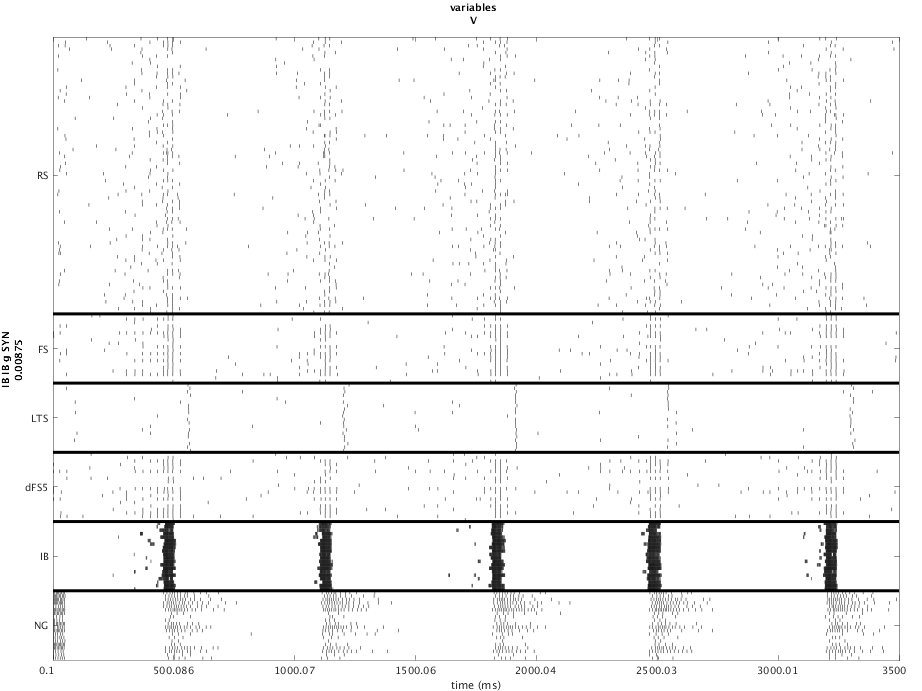 variables
V
RS
FS
LTS
dFS5
IB
NG
IB IB g SYN
0.00875
0.1 500.086 1000.07 1500.06 2000.04 2500.03 3000.01 3500
time (ms)